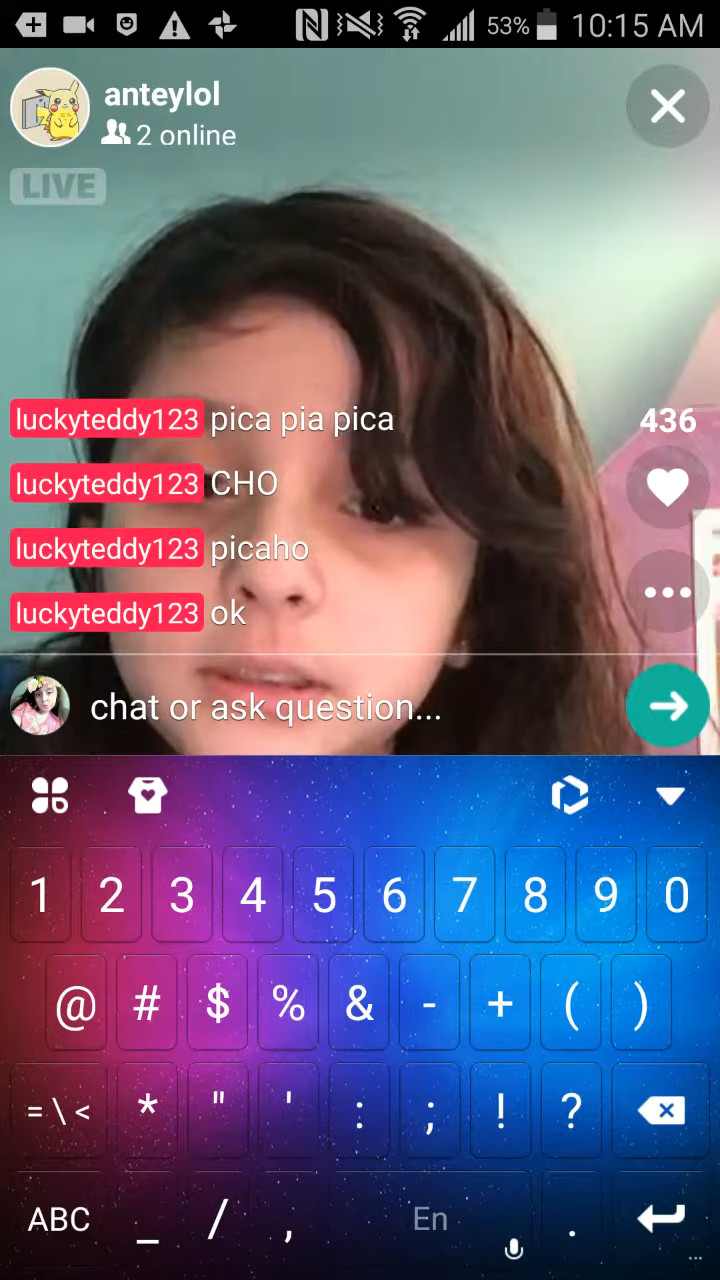 53% 10:15 AM
anteylol
2 online
LIVE
luckyteddy123 pica pia pica
436
luckyteddy123 CHO
luckyteddy123 picaho
luckyteddy123 ok
chat or ask question...
1 2 3 4 5 6 7 8 9 0
@ # $ % & - + ( )
= \ < * " ' : ; ! ?
ABC _ / , En .